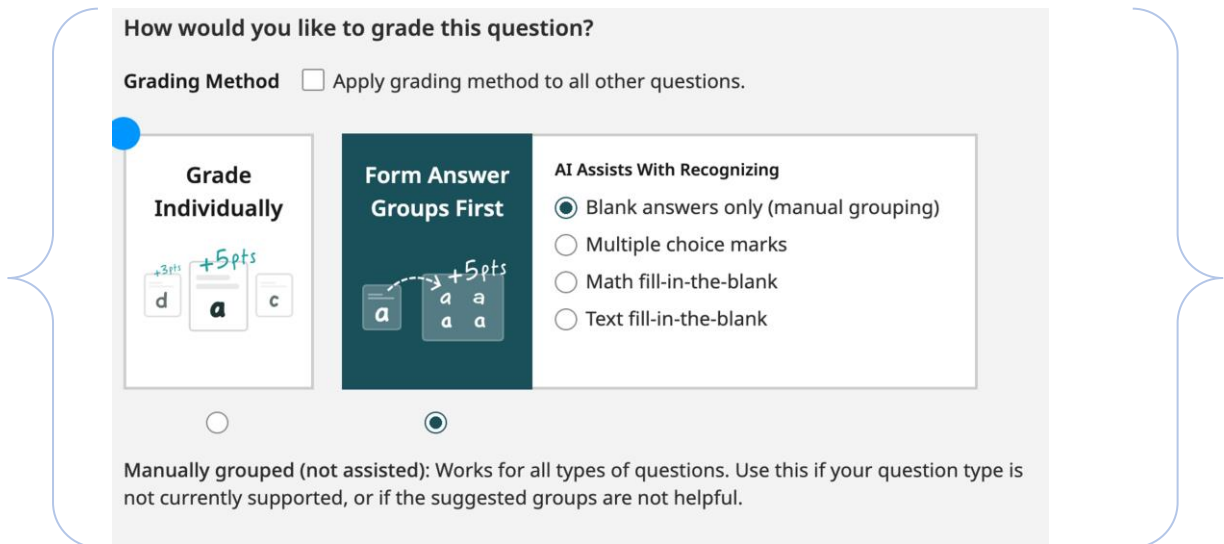 How would you like to grade this question?
Grading Method Apply grading method to all other questions.
Grade
Individually
+3pts +5pts
d a c
Form Answer
Groups First
+5pts
a a a
a a
AI Assists With Recognizing
Blank answers only (manual grouping)
Multiple choice marks
Math fill-in-the-blank
Text fill-in-the-blank
Manually grouped (not assisted): Works for all types of questions. Use this if your question type is
not currently supported, or if the suggested groups are not helpful.